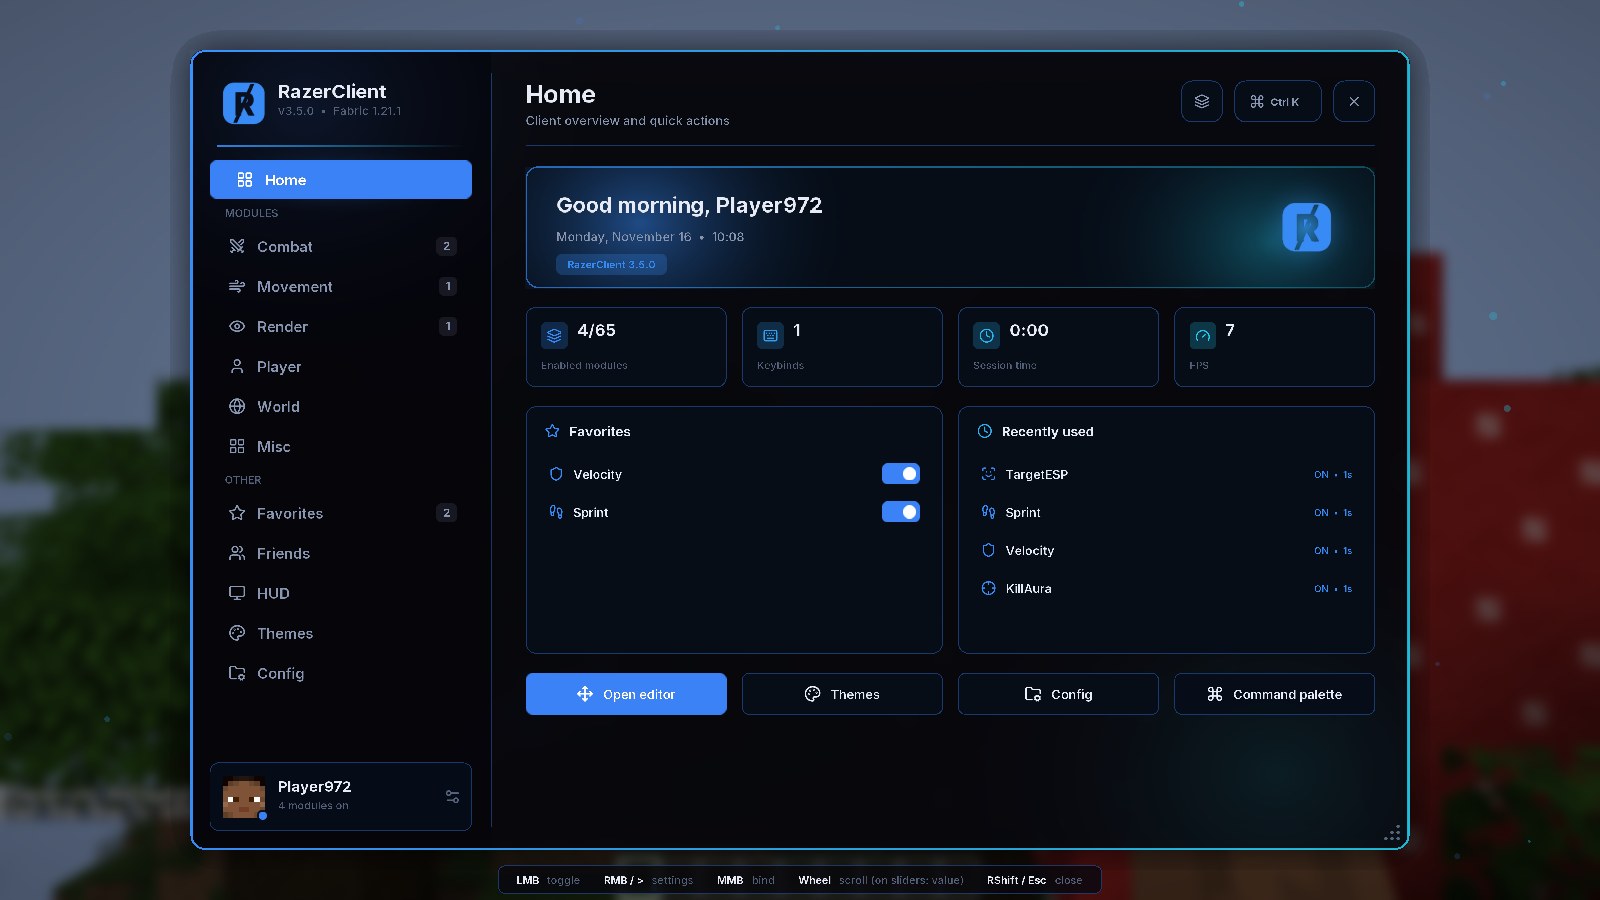 RazerClient
v3.5.0 • Fabric 1.21.1
Home
MODULES
Combat 2
Movement 1
Render 1
Player
World
Misc
OTHER
Favorites 2
Friends
HUD
Themes
Config
Player972
4 modules on
Home
Client overview and quick actions
Ctrl K
Good morning, Player972
Monday, November 16 • 10:08
RazerClient 3.5.0
4/65
Enabled modules
1
Keybinds
0:00
Session time
7
FPS
Favorites
Velocity
Sprint
Recently used
TargetESP ON • 1s
Sprint ON • 1s
Velocity ON • 1s
KillAura ON • 1s
Open editor
Themes
Config
Command palette
LMB toggle RMB / > settings MMB bind Wheel scroll (on sliders: value) RShift / Esc close